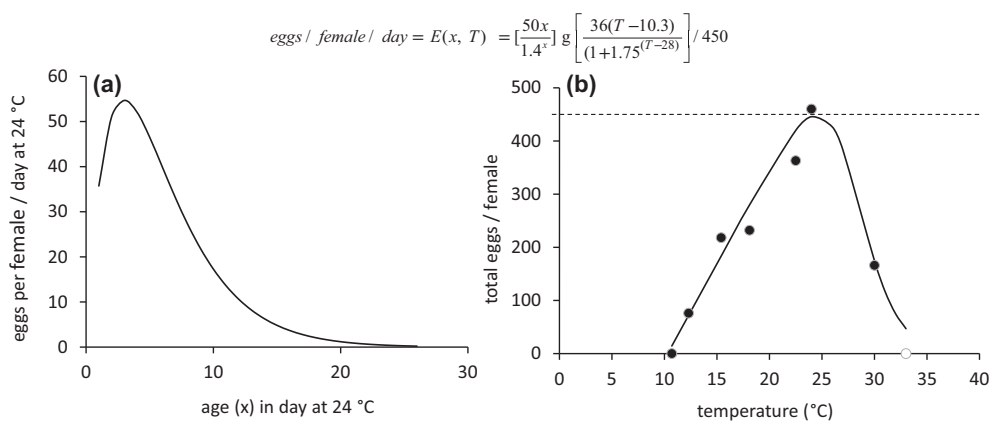 eggs / female / day = E(x, T) = [50x / 1.4^x] g [36(T −10.3) / (1+1.75^(T−28))] / 450
(a)
60
50
40
30
20
10
0
0 10 20 30
eggs per female / day at 24 °C
age (x) in day at 24 °C
(b)
500
400
300
200
100
0
0 5 10 15 20 25 30 35 40
total eggs / female
temperature (°C)